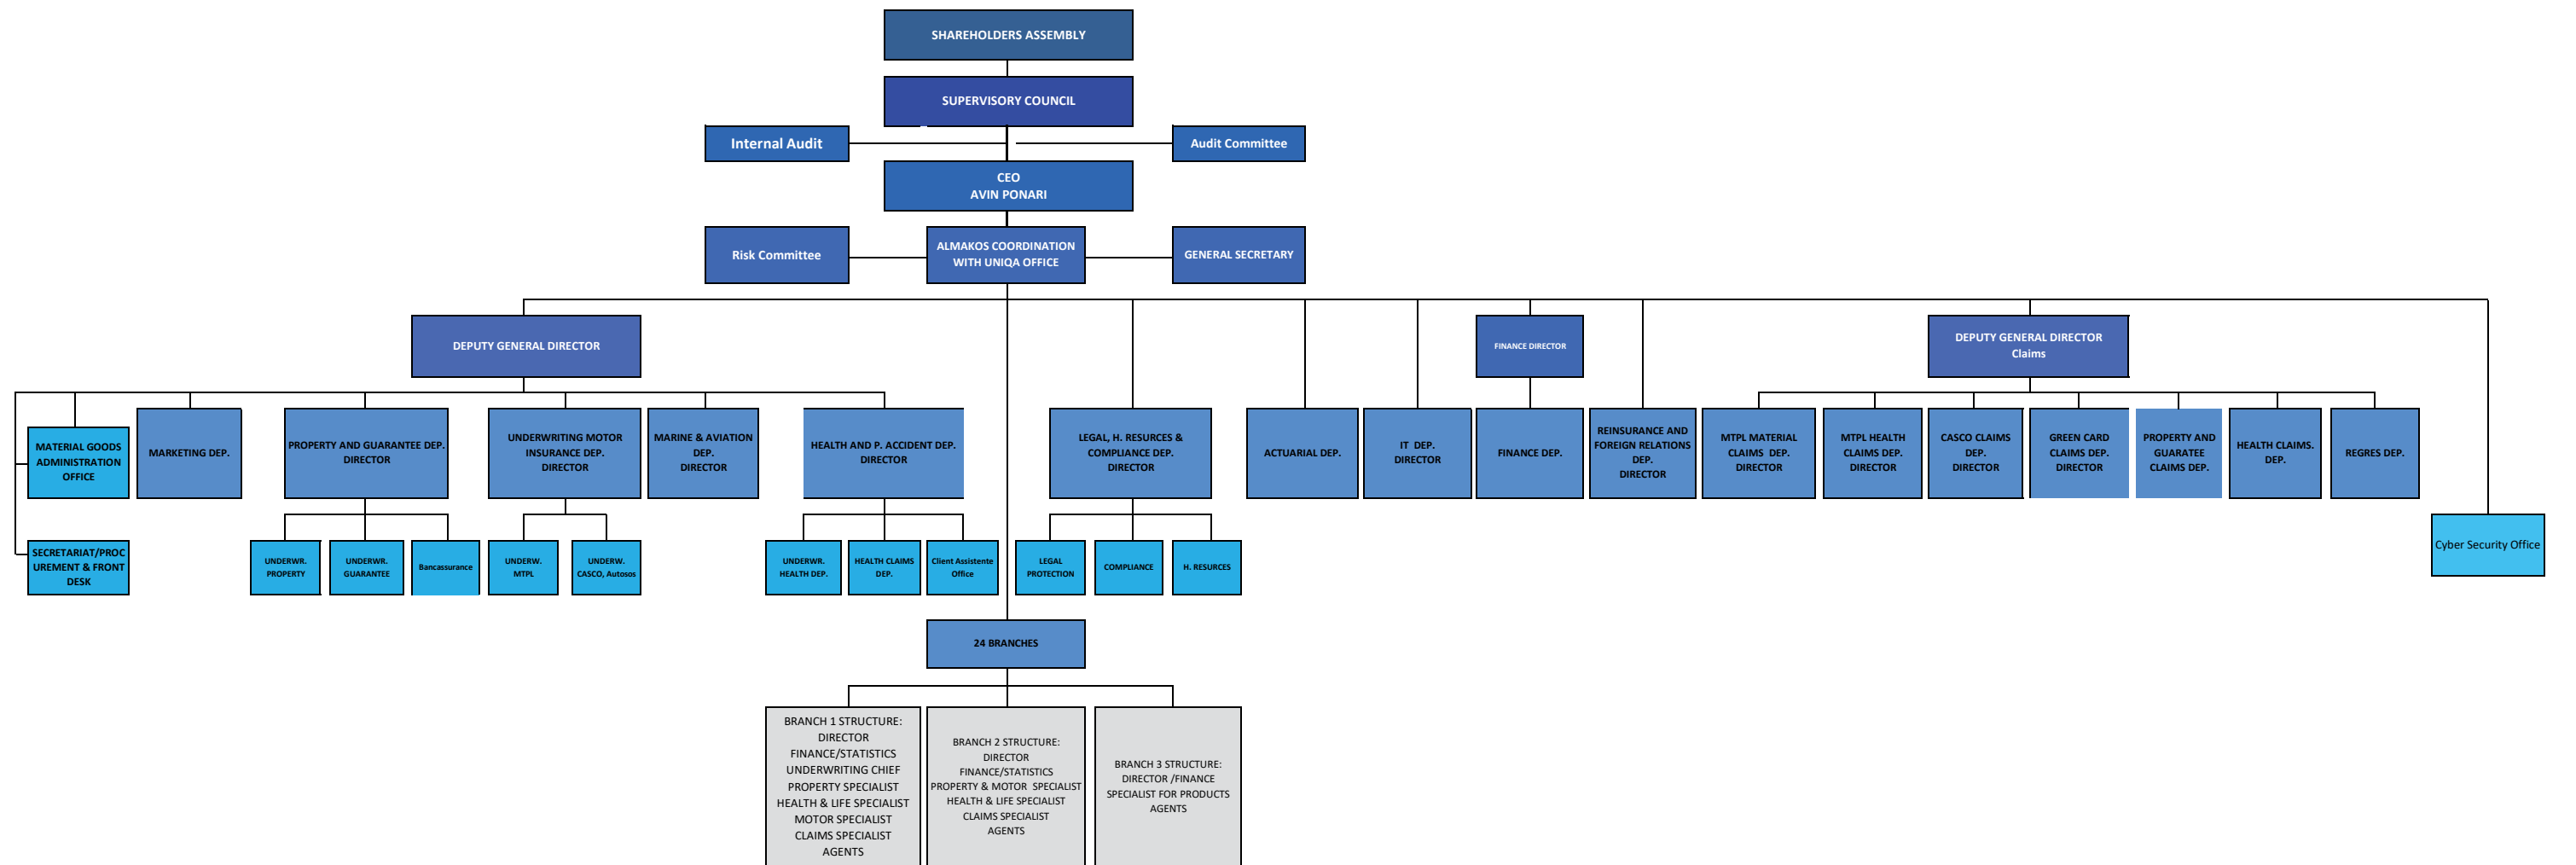 SHAREHOLDERS ASSEMBLY
SUPERVISORY COUNCIL
Internal Audit
Audit Committee
CEO
AVIN PONARI
Risk Committee
ALMAKOS COORDINATION
WITH UNIQA OFFICE
GENERAL SECRETARY
DEPUTY GENERAL DIRECTOR
FINANCE DIRECTOR
DEPUTY GENERAL DIRECTOR
Claims
MATERIAL GOODS
ADMINISTRATION
OFFICE
MARKETING DEP.
PROPERTY AND GUARANTEE DEP.
DIRECTOR
UNDERWRITING MOTOR
INSURANCE DEP.
DIRECTOR
MARINE & AVIATION
DEP.
DIRECTOR
HEALTH AND P. ACCIDENT DEP.
DIRECTOR
LEGAL, H. RESURCES &
COMPLIANCE DEP.
DIRECTOR
ACTUARIAL DEP.
IT  DEP.
DIRECTOR
FINANCE DEP.
REINSURANCE AND
FOREIGN RELATIONS
DEP.
DIRECTOR
MTPL MATERIAL
CLAIMS  DEP.
DIRECTOR
MTPL HEALTH
CLAIMS DEP.
DIRECTOR
CASCO CLAIMS
DEP.
DIRECTOR
GREEN CARD
CLAIMS DEP.
DIRECTOR
PROPERTY AND
GUARATEE
CLAIMS DEP.
HEALTH CLAIMS.
DEP.
REGRES DEP.
SECRETARIAT/PROC
UREMENT & FRONT
DESK
UNDERWR.
PROPERTY
UNDERWR.
GUARANTEE
Bancassurance
UNDERW.
MTPL
UNDERW.
CASCO, Autosos
UNDERWR.
HEALTH DEP.
HEALTH CLAIMS
DEP.
Client Assistente
Office
LEGAL
PROTECTION
COMPLIANCE
H. RESURCES
Cyber Security Office
24 BRANCHES
BRANCH 1 STRUCTURE:
DIRECTOR
FINANCE/STATISTICS
UNDERWRITING CHIEF
PROPERTY SPECIALIST
HEALTH & LIFE SPECIALIST
MOTOR SPECIALIST
CLAIMS SPECIALIST
AGENTS
BRANCH 2 STRUCTURE:
DIRECTOR
FINANCE/STATISTICS
PROPERTY & MOTOR  SPECIALIST
HEALTH & LIFE SPECIALIST
CLAIMS SPECIALIST
AGENTS
BRANCH 3 STRUCTURE:
DIRECTOR /FINANCE
SPECIALIST FOR PRODUCTS
AGENTS